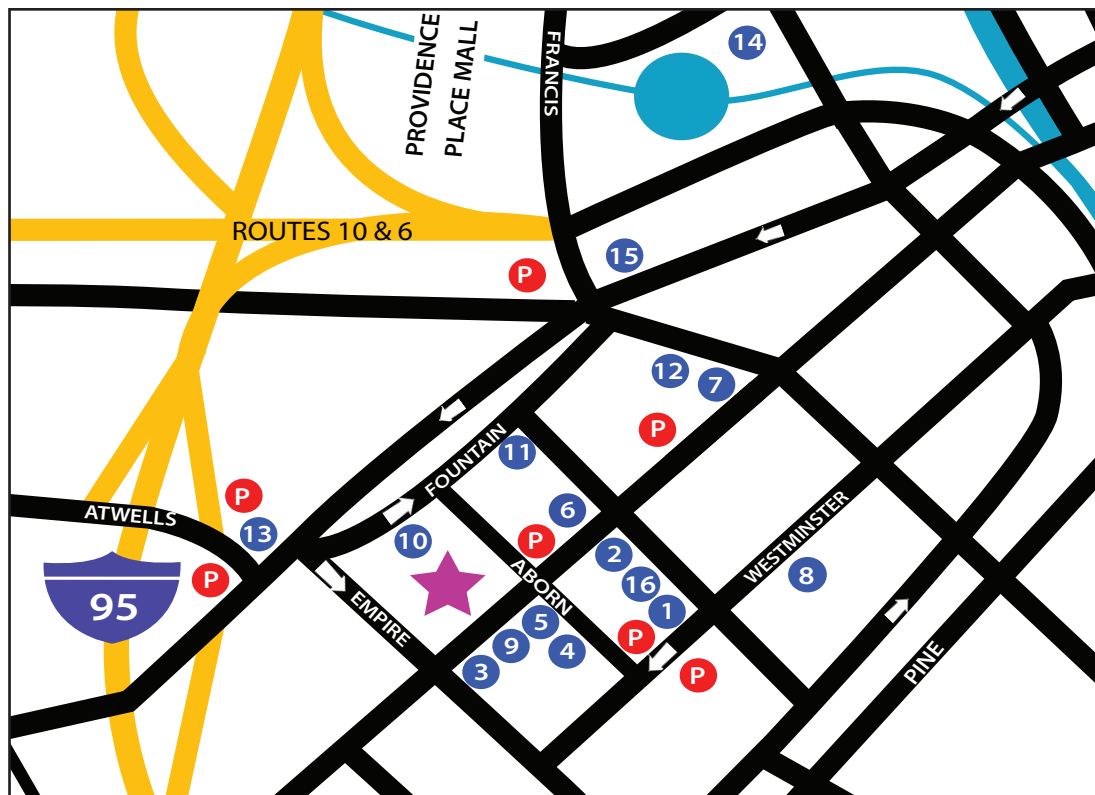 PROVIDENCE
PLACE MALL
FRANCIS
14
ROUTES 10 & 6
15
P
12
7
P
FOUNTAIN
11
ATWELLS
P
13
6
10
P
2
WESTMINSTER
P
95
EMPIRE
ABORN
16
8
1
5
P
9
4
3
P
PINE